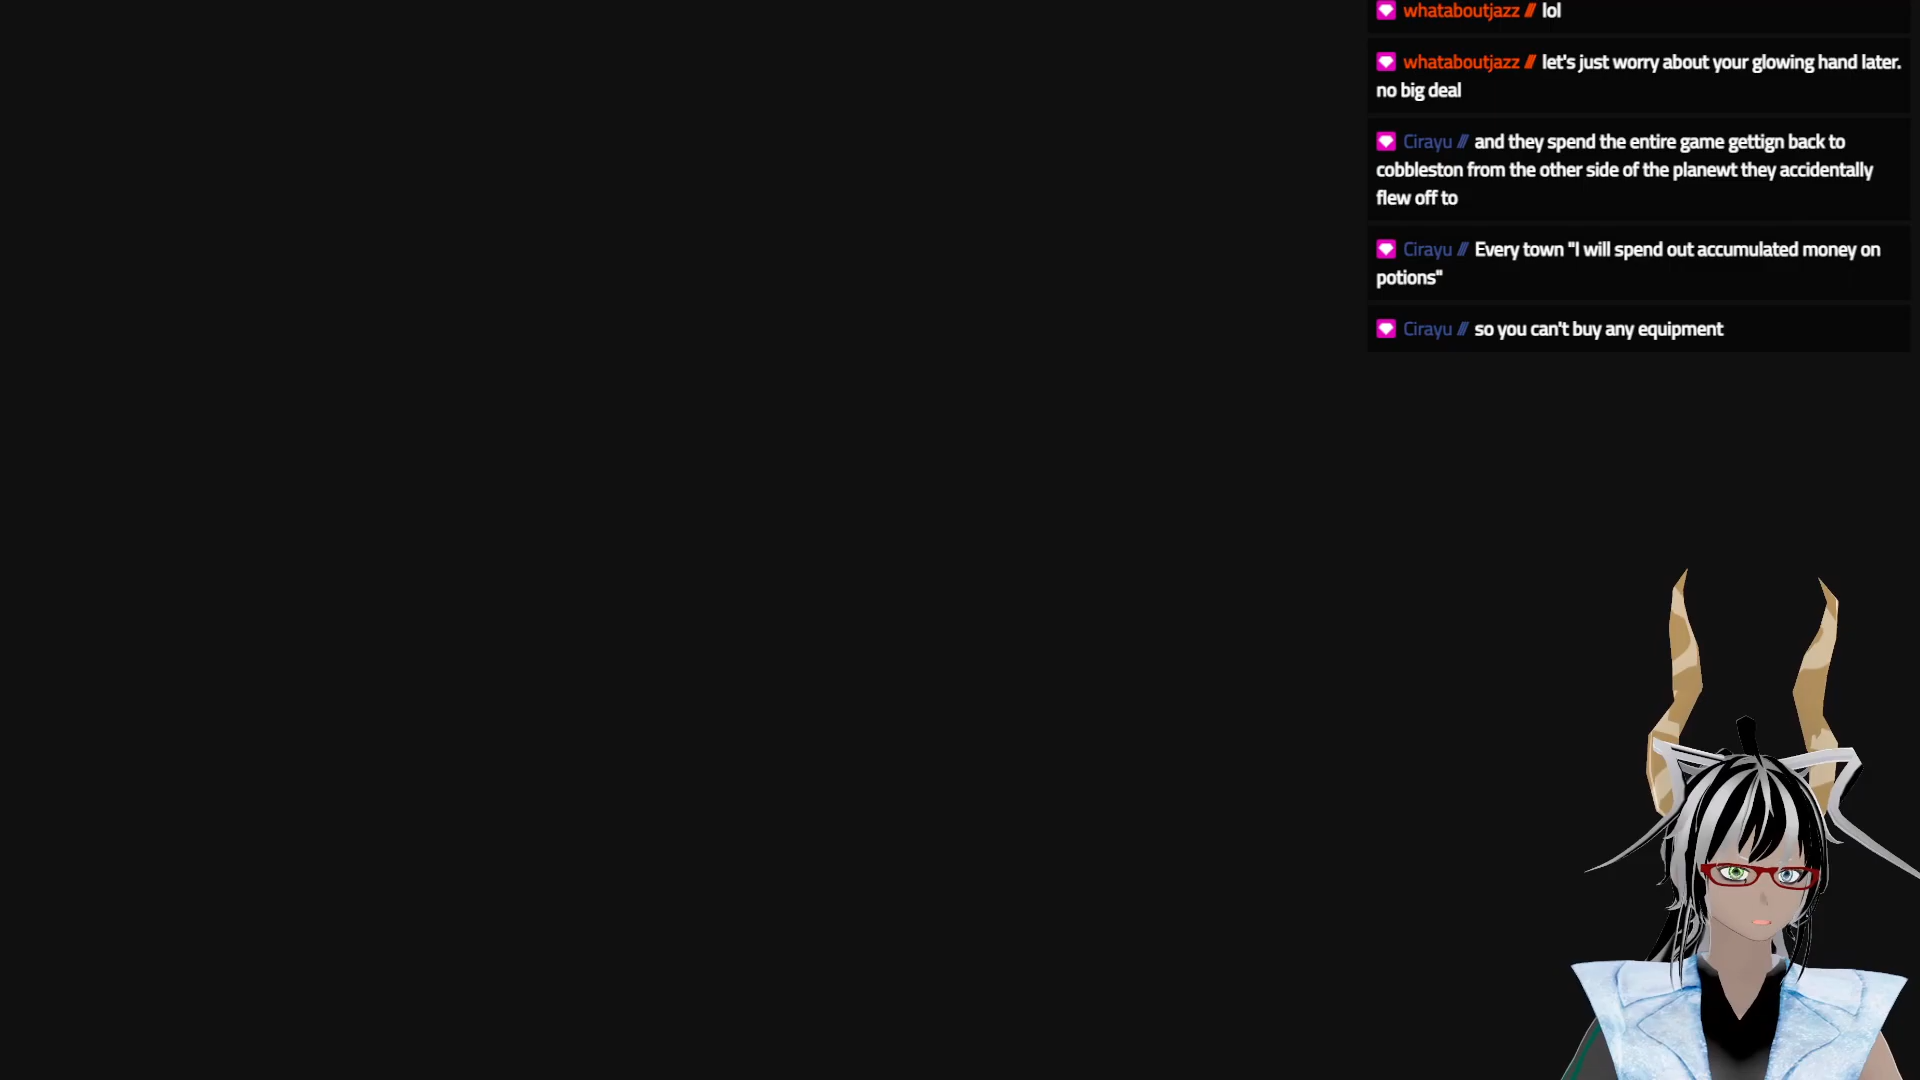 whataboutjazz /// lol
whataboutjazz /// let's just worry about your glowing hand later.
no big deal
Cirayu /// and they spend the entire game gettign back to
cobbleston from the other side of the planewt they accidentally
flew off to
Cirayu /// Every town "I will spend out accumulated money on
potions"
Cirayu /// so you can't buy any equipment